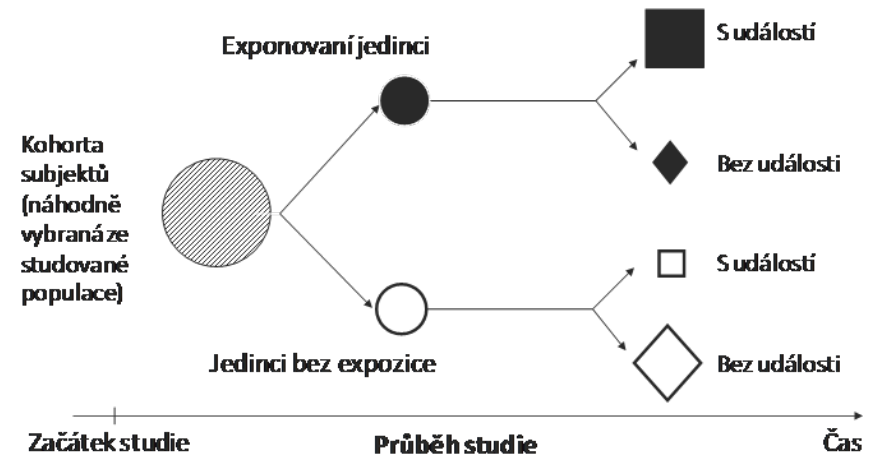 Exponovaní jedinci
S událostí
Kohorta
subjektů
(náhodně
vybraná ze
studované
populace)
Bez události
S událostí
Jedinci bez expozice
Bez události
Začátek studie
Průběh studie
Čas